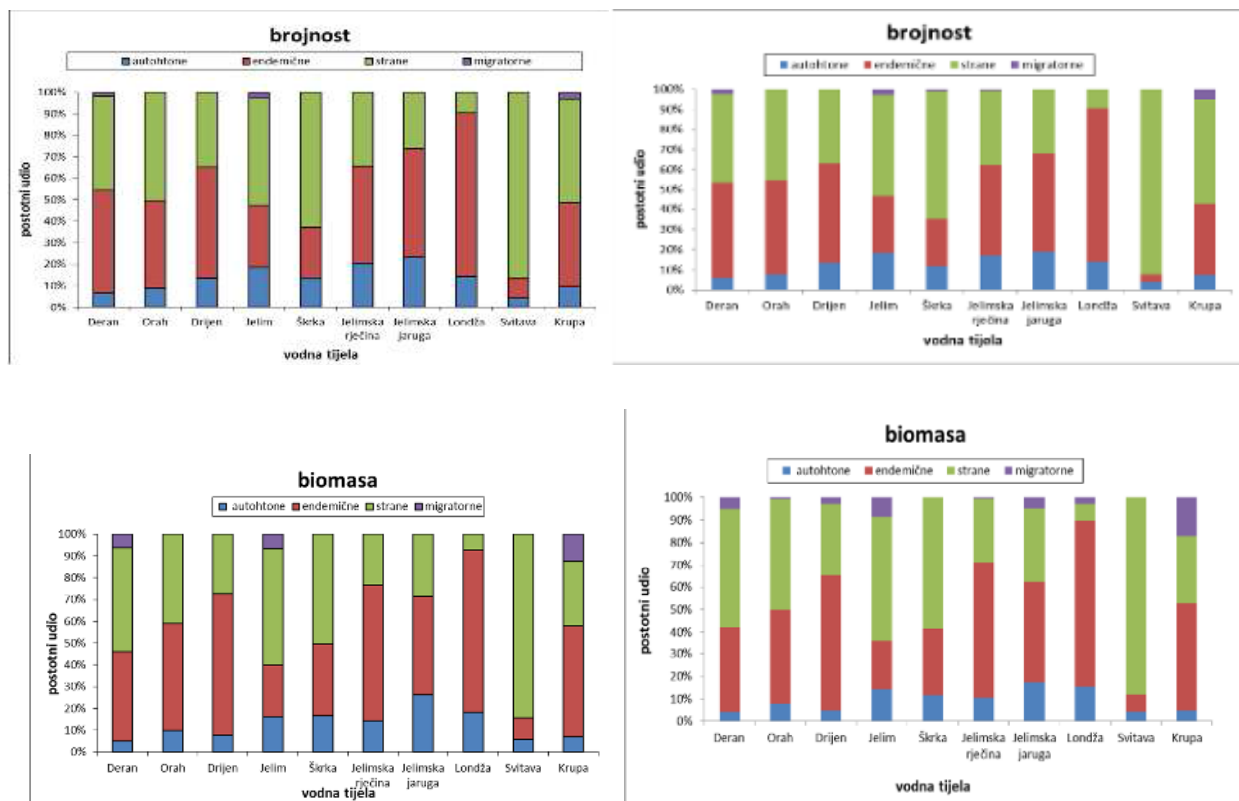 brojnost
autohtone endemične strane migratorne
postotni udio
100%
90%
80%
70%
60%
50%
40%
30%
20%
10%
0%
Deran Orah Drijen Jelim Škrka Jelimska Jelimska Londža Svitava Krupa
rječina jaruga
vodna tijela
brojnost
autohtone endemične strane migratorne
postotni udio
100%
90%
80%
70%
60%
50%
40%
30%
20%
10%
0%
Deran Orah Drijen Jelim Škrka Jelimska Jelimska Londža Svitava Krupa
rječina jaruga
vodna tijela
biomasa
autohtone endemične strane migratorne
postotni udio
100%
90%
80%
70%
60%
50%
40%
30%
20%
10%
0%
Deran Orah Drijen Jelim Škrka Jelimska Jelimska Londža Svitava Krupa
rječina jaruga
vodna tijela
biomasa
autohtone endemične strane migratorne
postotni udio
100%
90%
80%
70%
60%
50%
40%
30%
20%
10%
0%
Deran Orah Drijen Jelim Škrka Jelimska Jelimska Londža Svitava Krupa
rječina jaruga
vodna tijela